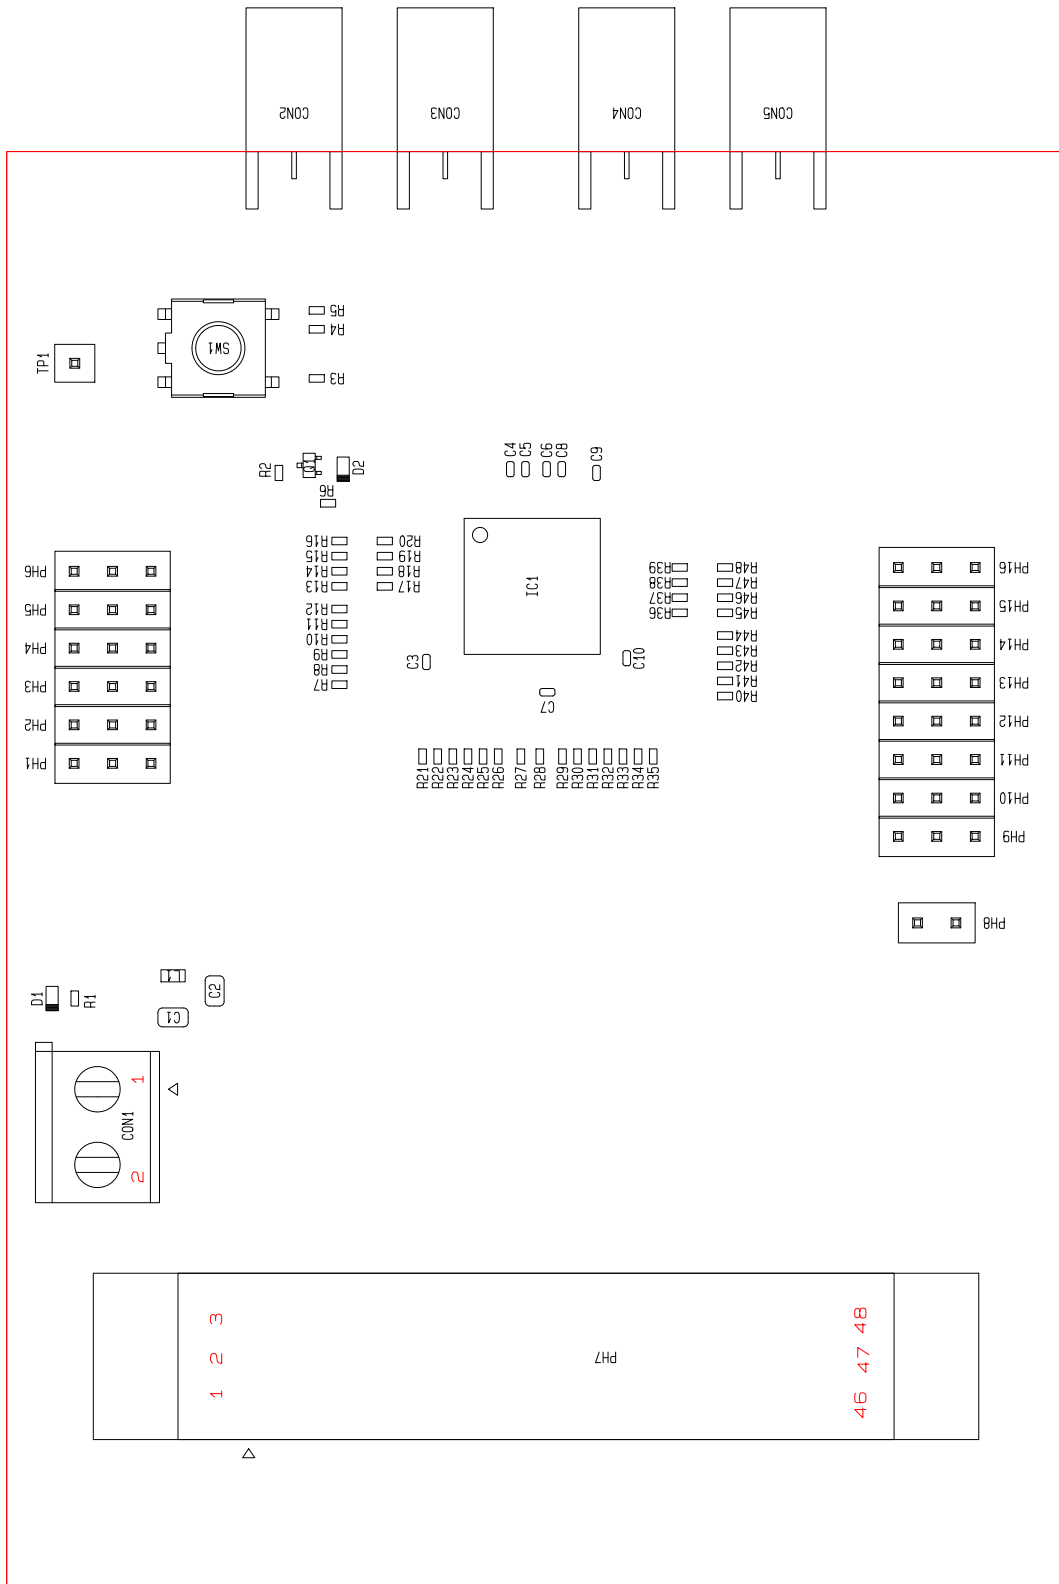 CON2
CON3
CON4
CON5
R5
R4
R3
SW1
TP1
R2
Q1
D2
R6
C4
C5
C6
C8
C9
R16
R15
R14
R13
R12
R11
R10
R9
R8
R7
R20
R19
R18
R17
IC1
R39
R38
R37
R36
R48
R47
R46
R45
R44
R43
R42
R41
R40
C3
C10
C7
PH6
PH5
PH4
PH3
PH2
PH1
PH16
PH15
PH14
PH13
PH12
PH11
PH10
PH9
R21
R22
R23
R24
R25
R26
R27
R28
R29
R30
R31
R32
R33
R34
R35
PH8
D1
R1
L1
C2
C1
1
CON1
2
3
2
1
PH7
48
47
46